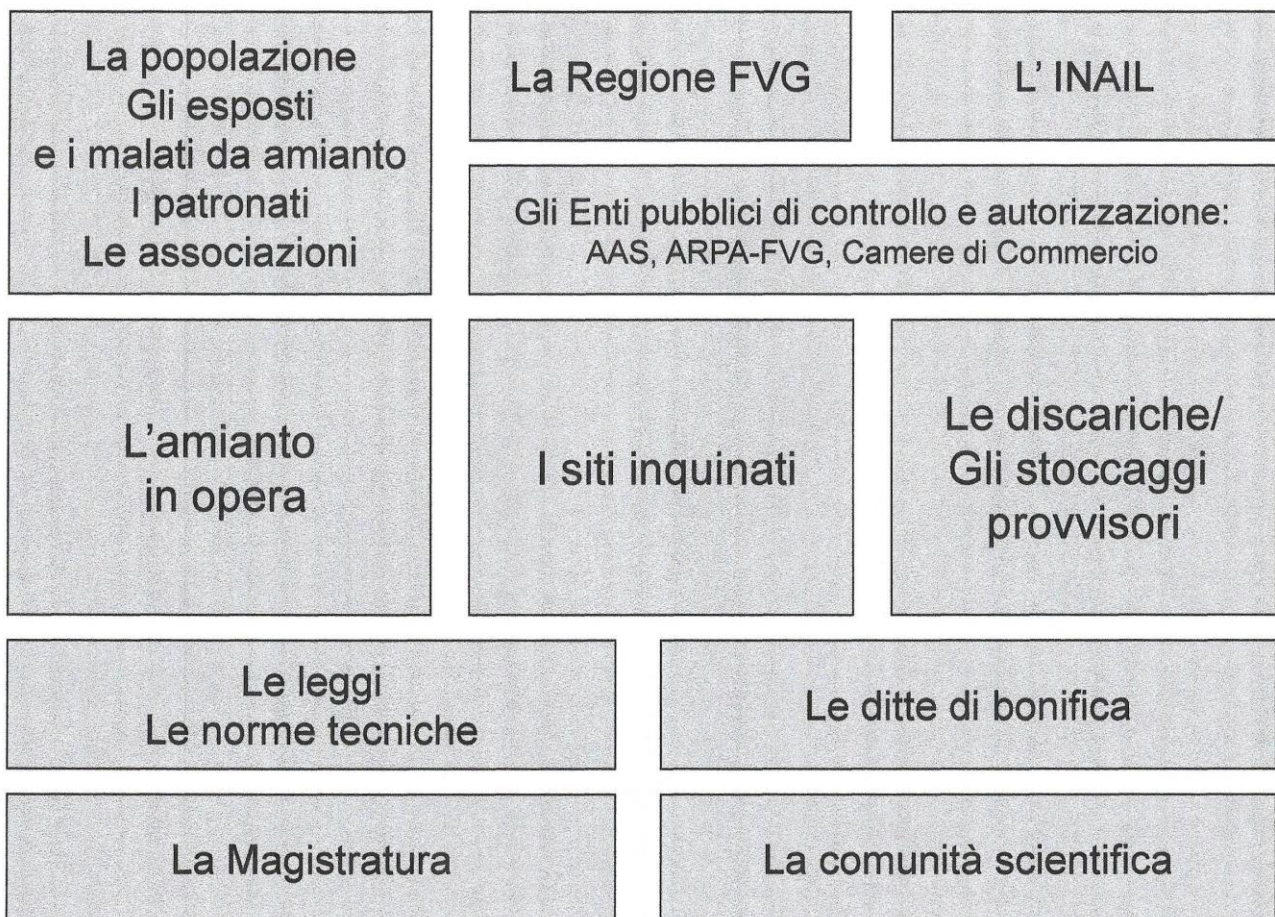 La popolazione
Gli esposti
e i malati da amianto
I patronati
Le associazioni
La Regione FVG
L' INAIL
Gli Enti pubblici di controllo e autorizzazione:
AAS, ARPA-FVG, Camere di Commercio
L'amianto
in opera
I siti inquinati
Le discariche/
Gli stoccaggi
provvisori
Le leggi
Le norme tecniche
Le ditte di bonifica
La Magistratura
La comunità scientifica